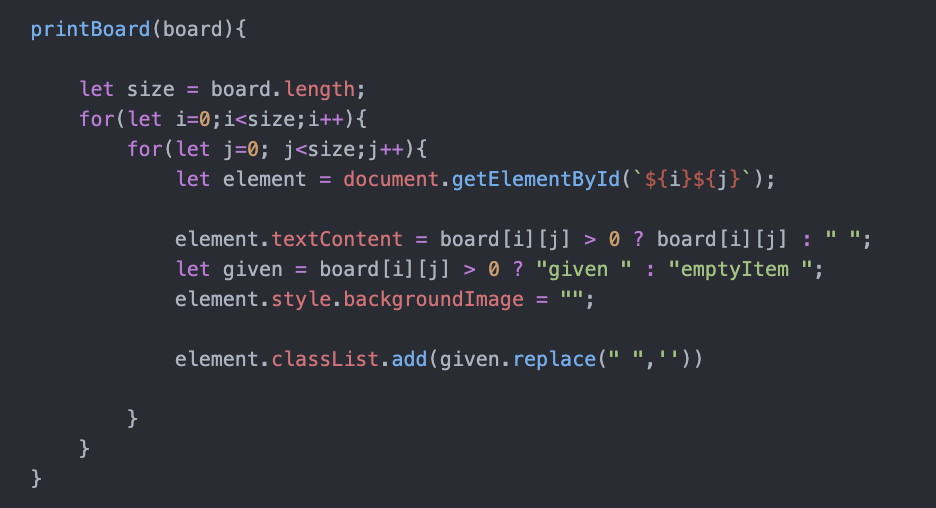 printBoard(board){
let size = board.length;
for(let i=0;i<size;i++){
for(let j=0; j<size;j++){
let element = document.getElementById(`${i}${j}`);
element.textContent = board[i][j] > 0 ? board[i][j] : " ";
let given = board[i][j] > 0 ? "given " : "emptyItem ";
element.style.backgroundImage = "";
element.classList.add(given.replace(" ",''))
}
}
}